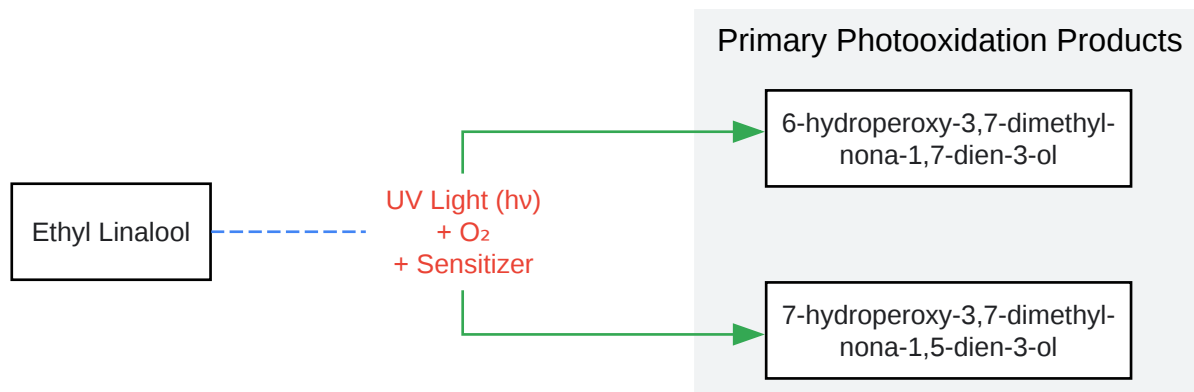 Primary Photooxidation Products
6-hydroperoxy-3,7-dimethyl-
nona-1,7-dien-3-ol
Ethyl Linalool
UV Light (hν)
+ O₂
+ Sensitizer
7-hydroperoxy-3,7-dimethyl-
nona-1,5-dien-3-ol